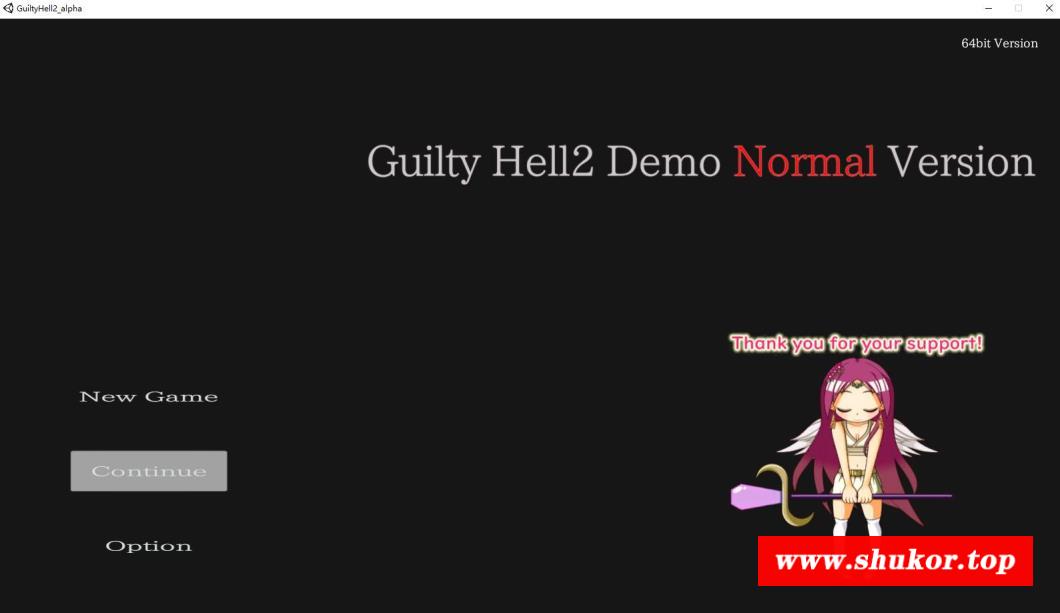 GuiltyHell2_alpha
64bit Version
Guilty Hell2 Demo Normal Version
Thank you for your support!
New Game
Continue
Option
www.shukor.top